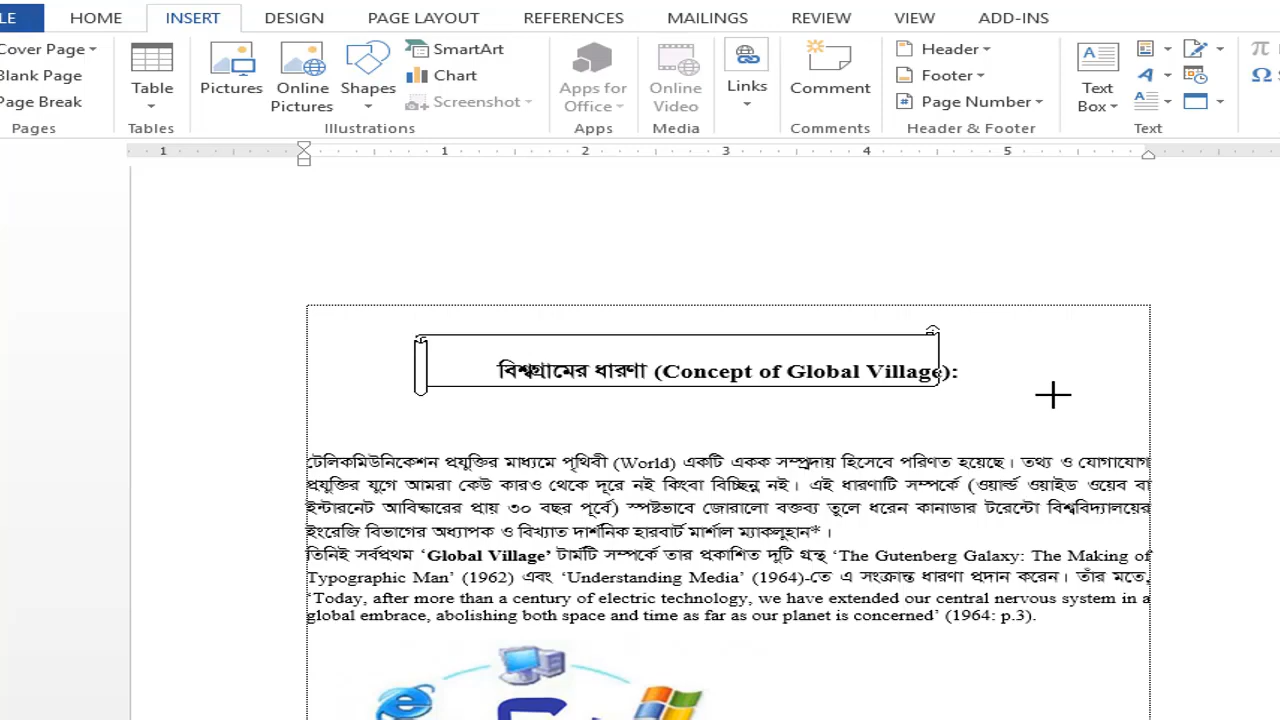 LE HOME INSERT DESIGN PAGE LAYOUT REFERENCES MAILINGS REVIEW VIEW ADD-INS
Cover Page
Blank Page
Page Break
Pages
Table
Tables
Pictures
Online Pictures
Shapes
SmartArt
Chart
Screenshot
Illustrations
Apps for Office
Apps
Online Video
Media
Links
Comment
Comments
Header
Footer
Page Number
Header & Footer
Text Box
Text
1 1 2 3 4 5
বিশ্বগ্রামের ধারণা (Concept of Global Village):
টেলিকমিউনিকেশন প্রযুক্তির মাধ্যমে পৃথিবী (World) একটি একক সম্প্রদায় হিসেবে পরিণত হয়েছে। তথ্য ও যোগাযোগ
প্রযুক্তির যুগে আমরা কেউ কারও থেকে দূরে নই কিংবা বিচ্ছিন্ন নই। এই ধারণাটি সম্পর্কে (ওয়ার্ল্ড ওয়াইড ওয়েব বা
ইন্টারনেট আবিষ্কারের প্রায় ৩০ বছর পূর্বে) স্পষ্টভাবে জোরালো বক্তব্য তুলে ধরেন কানাডার টরেন্টো বিশ্ববিদ্যালয়ের
ইংরেজি বিভাগের অধ্যাপক ও বিখ্যাত দার্শনিক হারবার্ট মার্শাল ম্যাকলুহান* ।
তিনিই সর্বপ্রথম ‘Global Village’ টার্মটি সম্পর্কে তার প্রকাশিত দুটি গ্রন্থ ‘The Gutenberg Galaxy: The Making of
Typographic Man’ (1962) এবং ‘Understanding Media’ (1964)-তে এ সংক্রান্ত ধারণা প্রদান করেন। তাঁর মতে,
‘Today, after more than a century of electric technology, we have extended our central nervous system in a
global embrace, abolishing both space and time as far as our planet is concerned’ (1964: p.3).